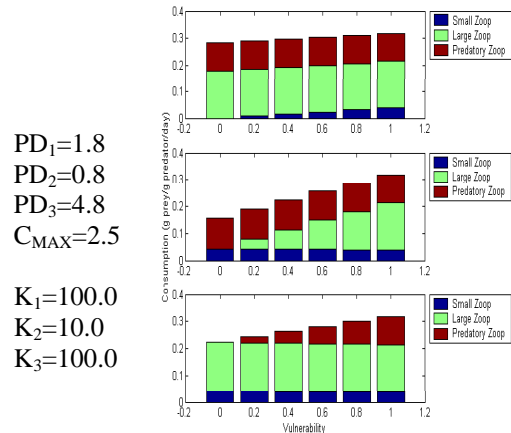 PD1=1.8
PD2=0.8
PD3=4.8
CMAX=2.5
K1=100.0
K2=10.0
K3=100.0
Consumption (g prey/g predator/day)
0.4
0.3
0.2
0.1
0
-0.2 0 0.2 0.4 0.6 0.8 1 1.2
Small Zoop
Large Zoop
Predatory Zoop
0.4
0.3
0.2
0.1
0
-0.2 0 0.2 0.4 0.6 0.8 1 1.2
Small Zoop
Large Zoop
Predatory Zoop
0.4
0.3
0.2
0.1
0
-0.2 0 0.2 0.4 0.6 0.8 1 1.2
Vulnerability
Small Zoop
Large Zoop
Predatory Zoop